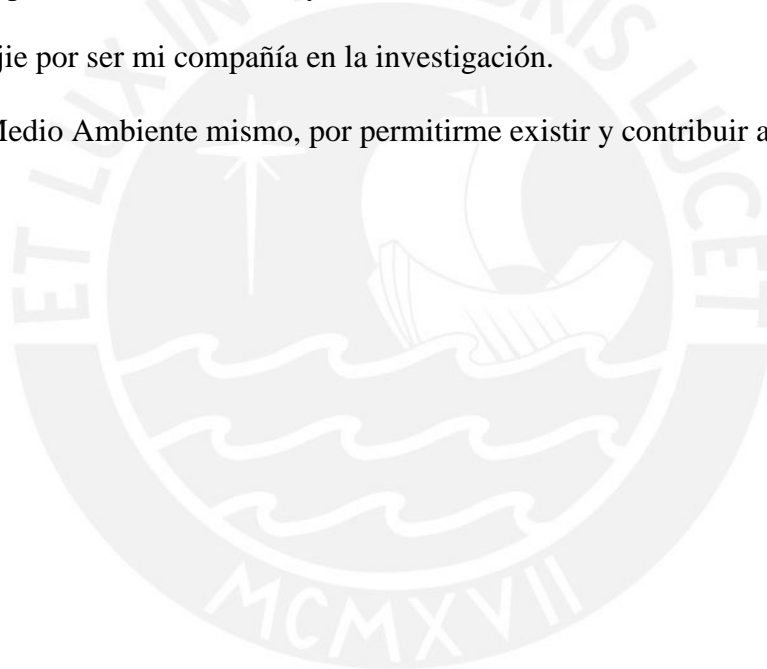 jie por ser mi compañía en la investigación.
Medio Ambiente mismo, por permitirme existir y contribuir a
ET LUX IN BRIS LUCET
MCMXVII